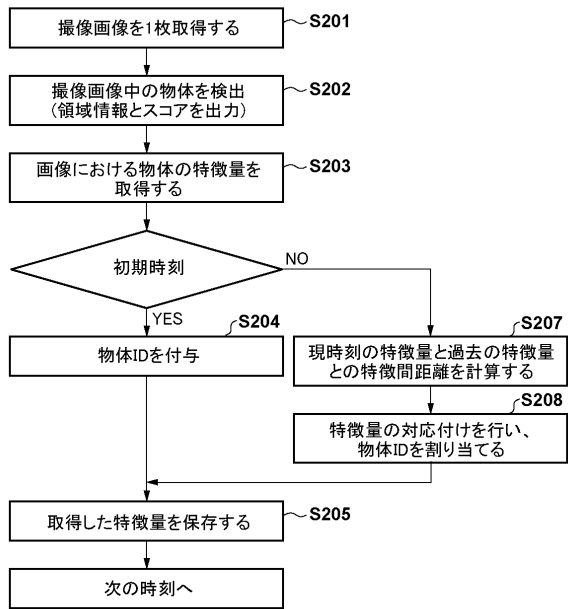 撮像画像を1枚取得する
S201
撮像画像中の物体を検出
(領域情報とスコアを出力)
S202
画像における物体の特徴量を
取得する
S203
初期時刻
NO
YES
S204
物体IDを付与
S207
現時刻の特徴量と過去の特徴量
との特徴間距離を計算する
S208
特徴量の対応付けを行い、
物体IDを割り当てる
取得した特徴量を保存する
S205
次の時刻へ